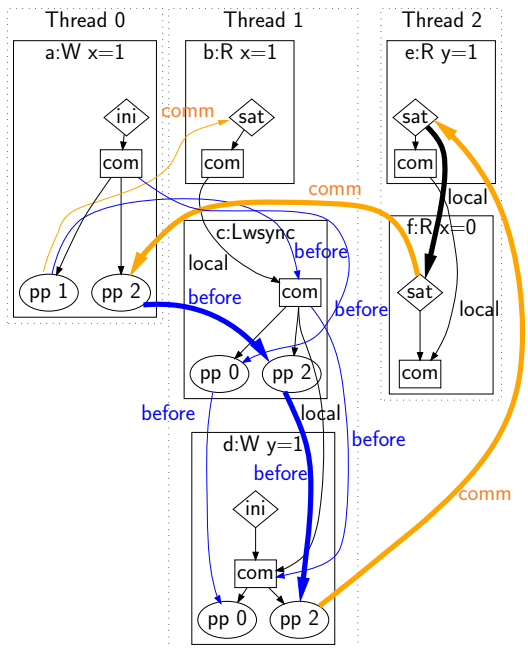 Thread 0
Thread 1
Thread 2
a:W x=1
b:R x=1
e:R y=1
ini
comm
sat
sat
com
com
com
comm
local
f:R x=0
c:Lwsync
before
local
pp 1
pp 2
before
com
before
sat
local
pp 0
pp 2
com
before
local
before
d:W y=1
before
comm
ini
com
pp 0
pp 2